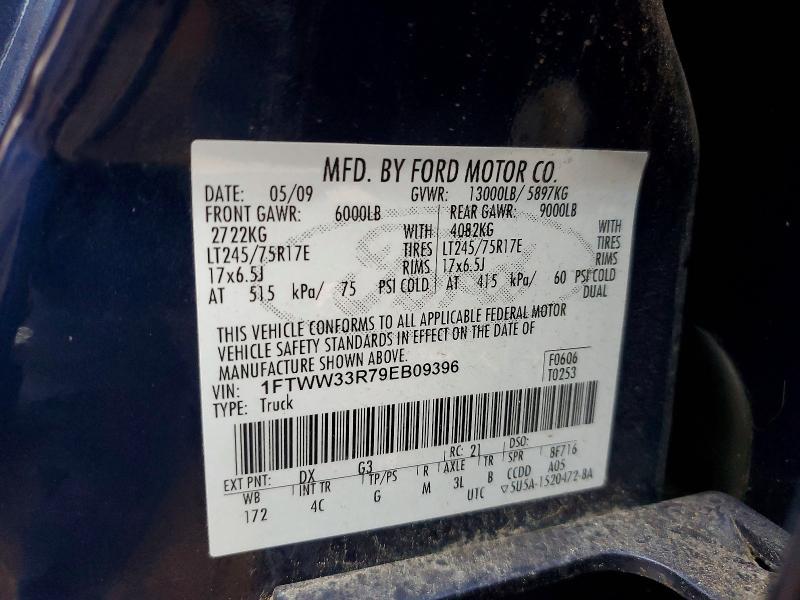 MFD. BY FORD MOTOR CO.
DATE: 05/09 GVWR: 13000LB/ 5897KG
FRONT GAWR: 6000LB REAR GAWR: 9000LB
2722KG WITH 4082KG WITH
LT245/75R17E TIRES LT245/75R17E TIRES
17x6.5J RIMS 17x6.5J RIMS
AT 515 kPa/ 75 PSI COLD AT 415 kPa/ 60 PSI COLD
DUAL
THIS VEHICLE CONFORMS TO ALL APPLICABLE FEDERAL MOTOR
VEHICLE SAFETY STANDARDS IN EFFECT ON THE DATE OF
MANUFACTURE SHOWN ABOVE.
VIN: 1FTWW33R79EB09396 F0606
TYPE: Truck T0253
EXT PNT: DX G3 RC: 21 DSO:
WB INT TR TP/PS R AXLE TR SPR 8F716
172 4C G M 3L B CCDD A05
UTC ▽5U5A-1520472-BA